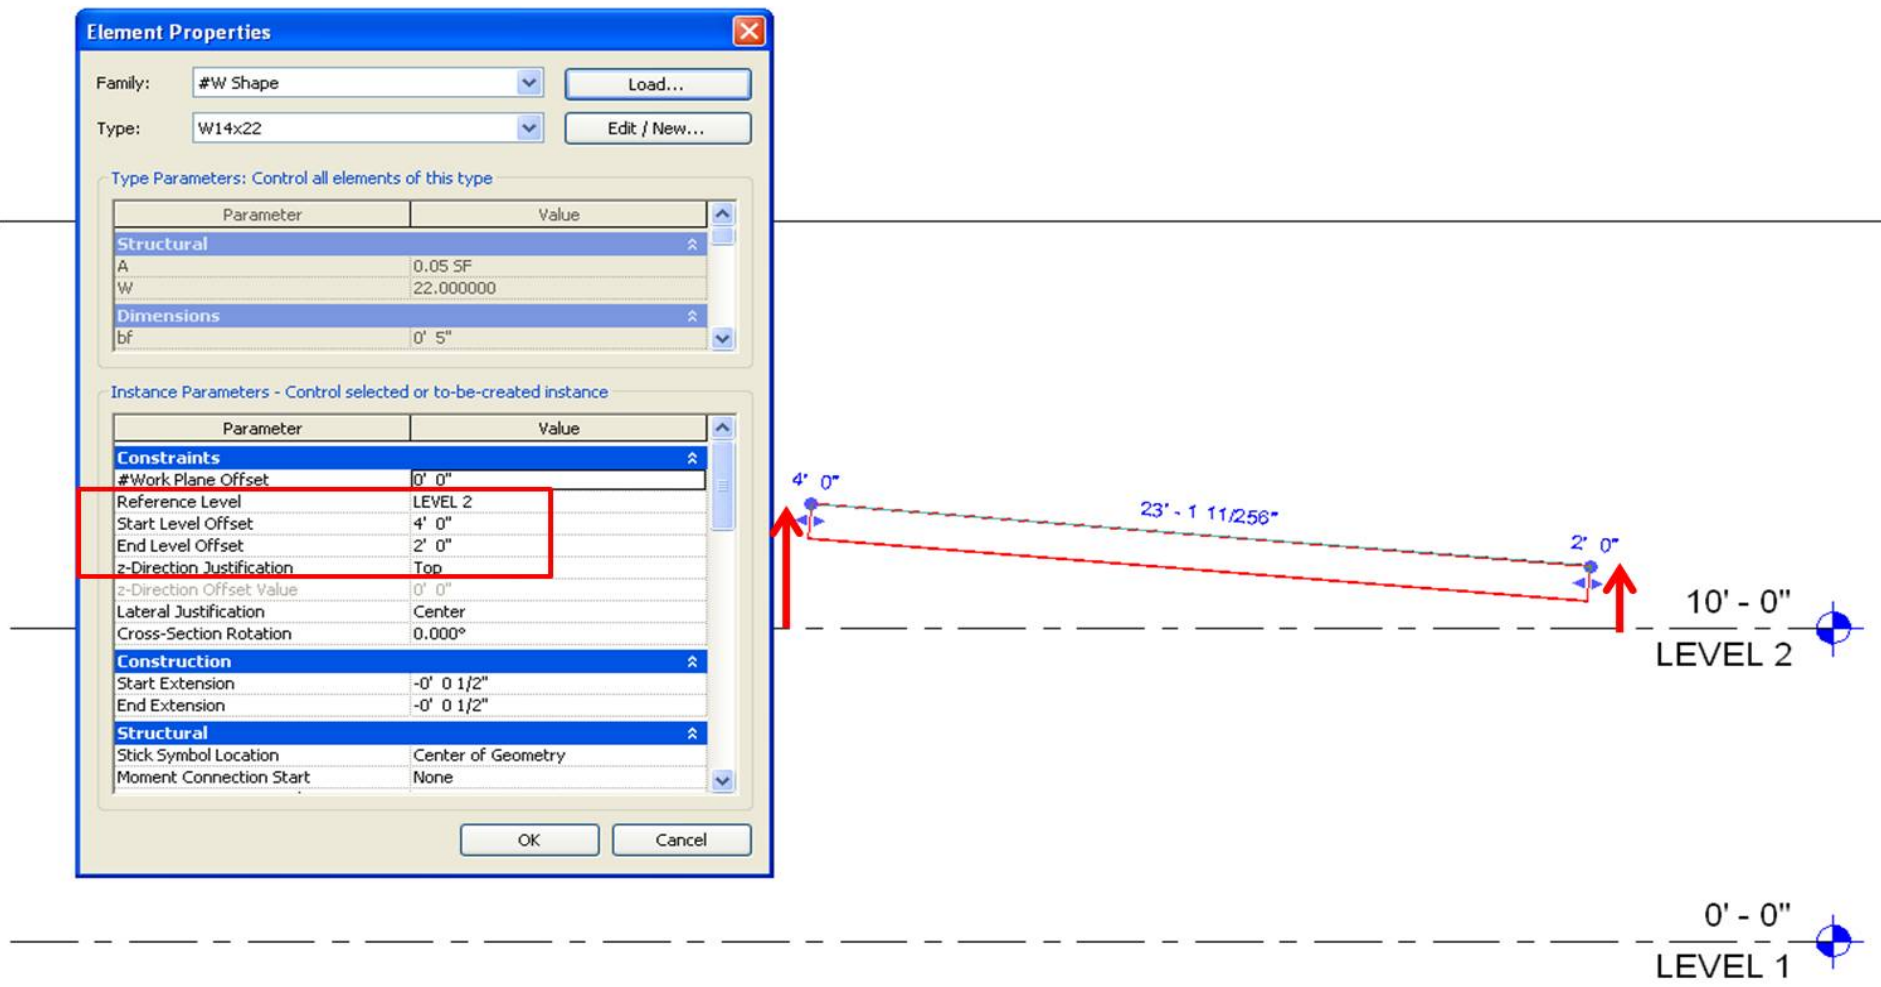 Element Properties
Family: #W Shape Load...
Type: W14x22 Edit / New...
Type Parameters: Control all elements of this type
Parameter Value
Structural
A 0.05 SF
W 22.000000
Dimensions
bf 0' 5"
Instance Parameters - Control selected or to-be-created instance
Parameter Value
Constraints
#Work Plane Offset 0' 0"
Reference Level LEVEL 2
Start Level Offset 4' 0"
End Level Offset 2' 0"
z-Direction Justification Top
z-Direction Offset Value 0' 0"
Lateral Justification Center
Cross-Section Rotation 0.000°
Construction
Start Extension -0' 0 1/2"
End Extension -0' 0 1/2"
Structural
Stick Symbol Location Center of Geometry
Moment Connection Start None
OK Cancel
4' 0"
23' - 1 11/256"
2' 0"
10' - 0"
LEVEL 2
0' - 0"
LEVEL 1